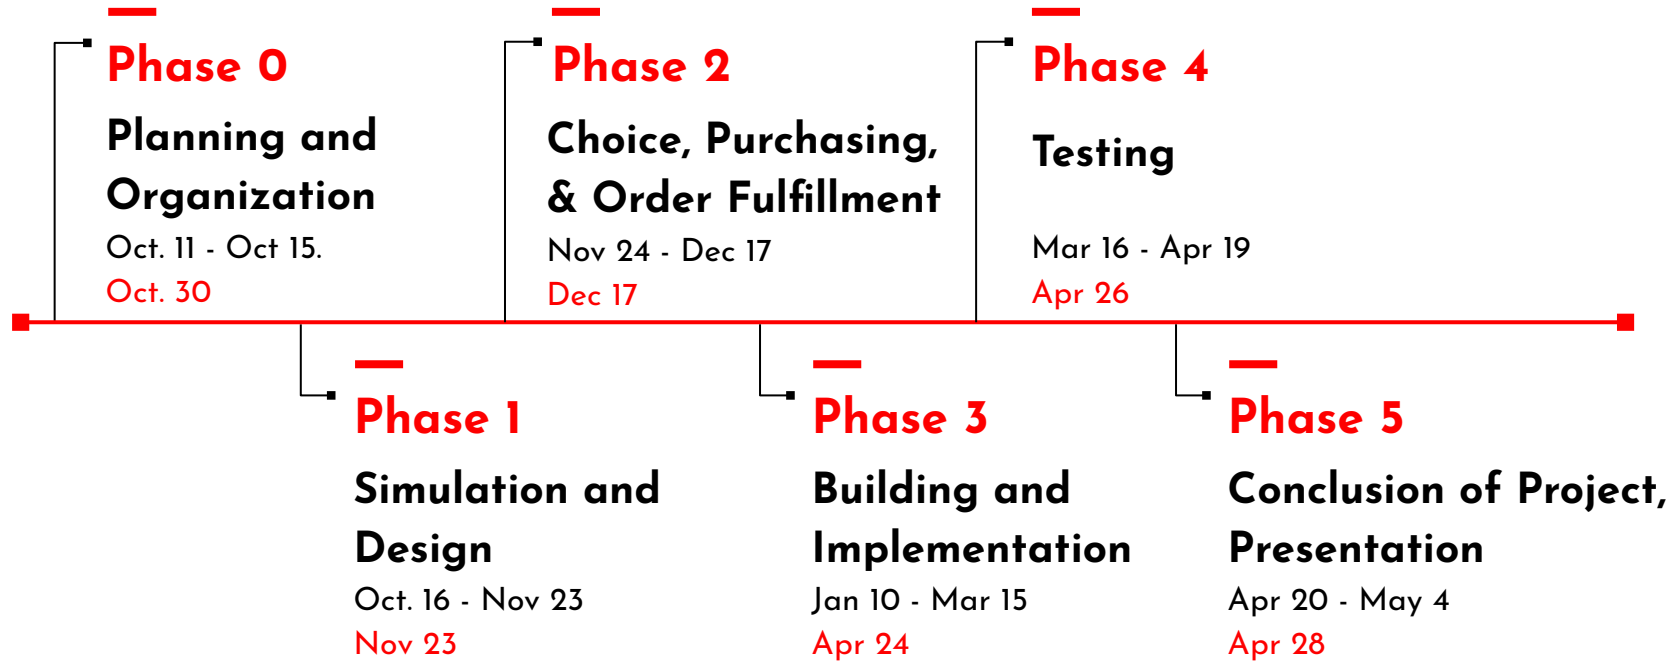 Phase 0
Planning and
Organization
Oct. 11 - Oct 15.
Oct. 30
Phase 1
Simulation and
Design
Oct. 16 - Nov 23
Nov 23
Phase 2
Choice, Purchasing,
& Order Fulfillment
Nov 24 - Dec 17
Dec 17
Phase 3
Building and
Implementation
Jan 10 - Mar 15
Apr 24
Phase 4
Testing
Mar 16 - Apr 19
Apr 26
Phase 5
Conclusion of Project,
Presentation
Apr 20 - May 4
Apr 28